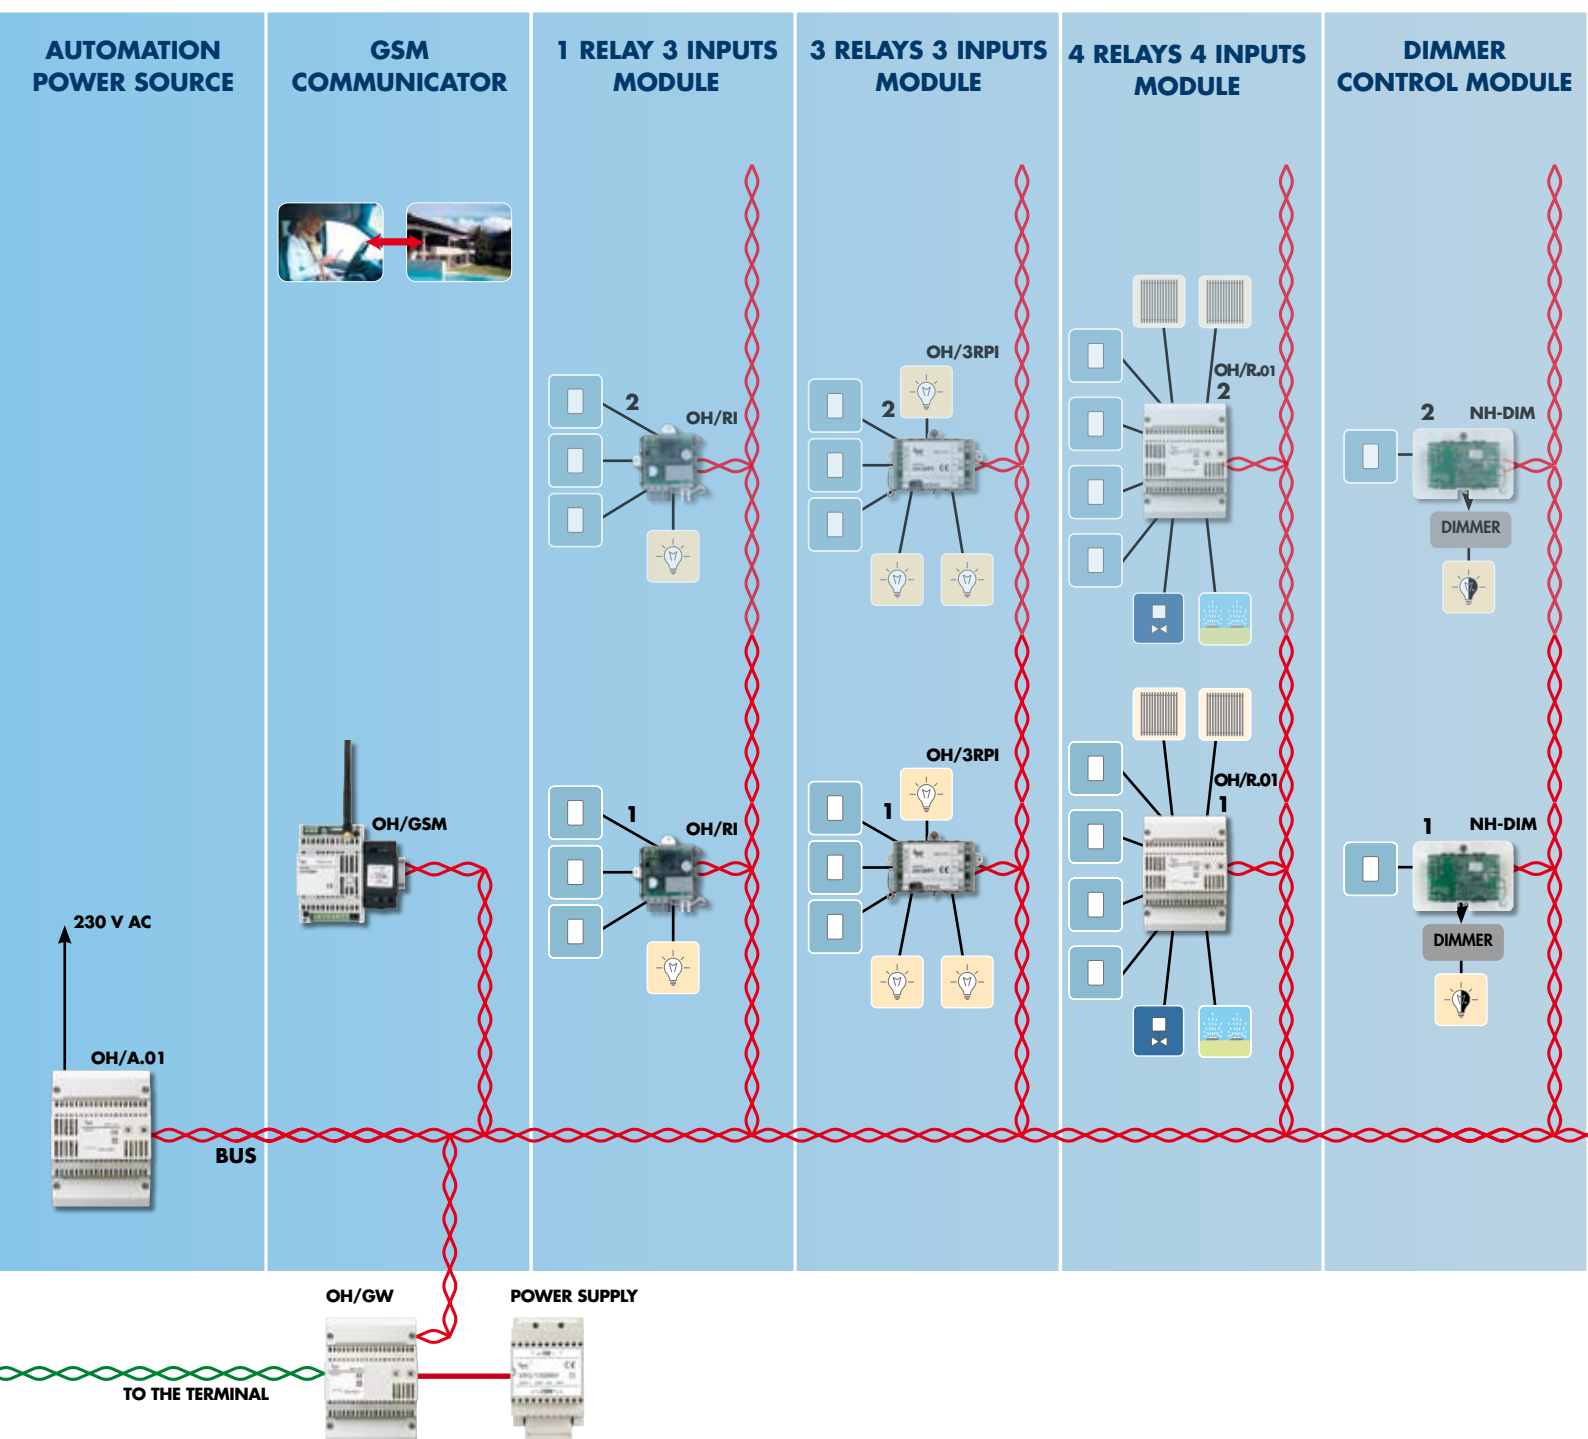 AUTOMATION
POWER SOURCE
GSM
COMMUNICATOR
1 RELAY 3 INPUTS
MODULE
3 RELAYS 3 INPUTS
MODULE
4 RELAYS 4 INPUTS
MODULE
DIMMER
CONTROL MODULE
OH/3RPI
OH/R.01
2
2
OH/RI
2
2
NH-DIM
DIMMER
OH/3RPI
OH/R.01
1
OH/GSM
1
OH/RI
1
1
NH-DIM
DIMMER
230 V AC
OH/A.01
BUS
OH/GW
POWER SUPPLY
TO THE TERMINAL